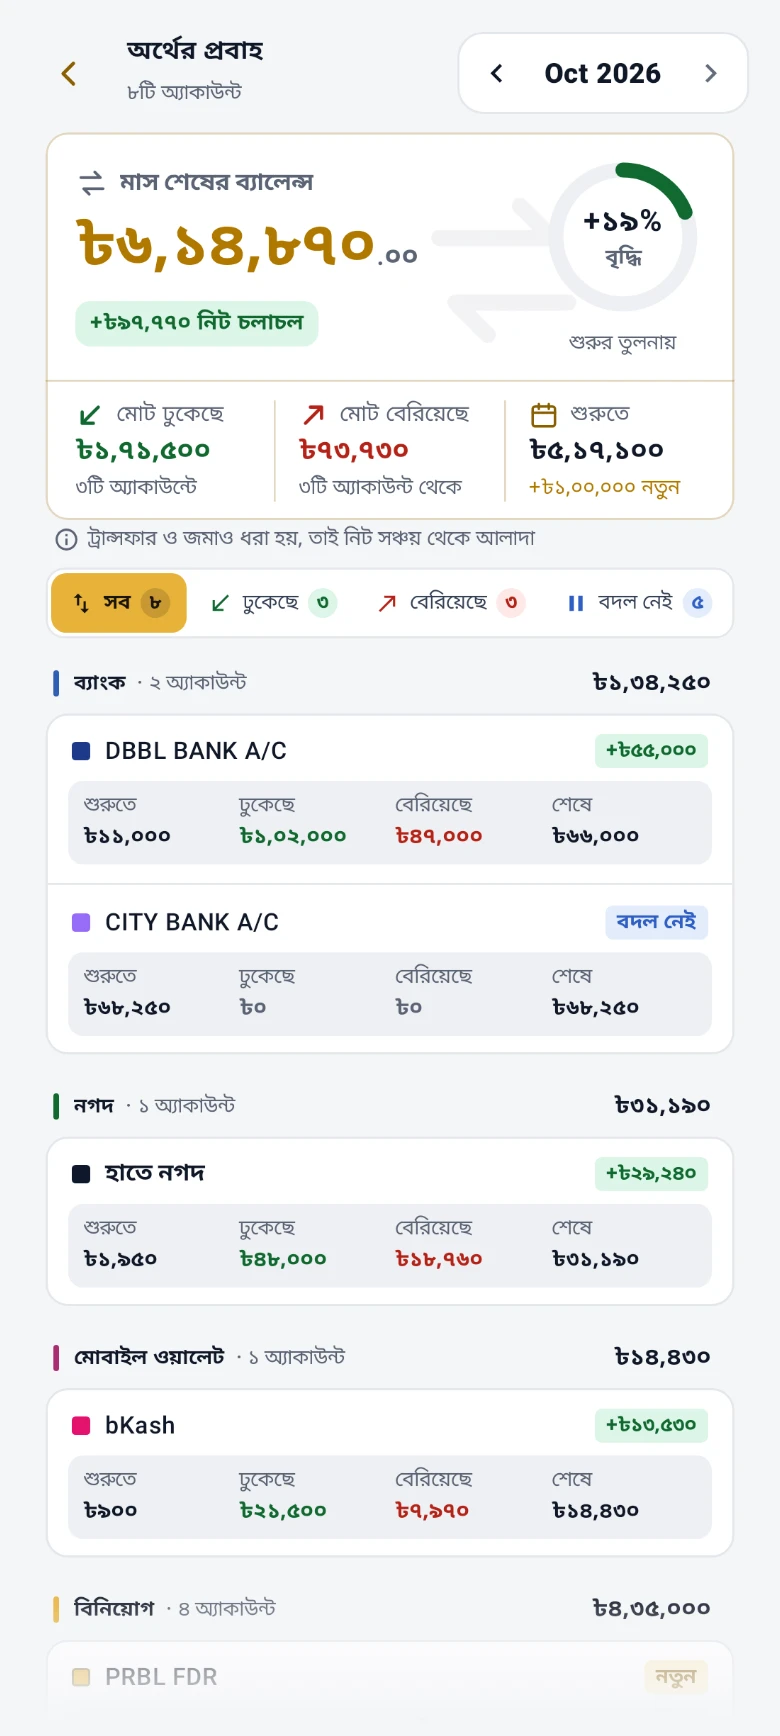 অর্থের প্রবাহ
৮টি অ্যাকাউন্ট
Oct 2026
মাস শেষের ব্যালেন্স
৳৬,১৪,৮৭০.০০
+১৯%
বৃদ্ধি
+৳৯৭,৭৭০ নিট চলাচল
শুরুর তুলনায়
মোট ঢুকেছে
৳১,৭১,৫০০
৩টি অ্যাকাউন্টে
মোট বেরিয়েছে
৳৭৩,৭৩০
৩টি অ্যাকাউন্ট থেকে
শুরুতে
৳৫,১৭,১০০
+৳১,০০,০০০ নতুন
ট্রান্সফার ও জমাও ধরা হয়, তাই নিট সঞ্চয় থেকে আলাদা
সব ৮ ঢুকেছে ৩ বেরিয়েছে ৩ বদল নেই ৫
ব্যাংক · ২ অ্যাকাউন্ট ৳১,৩৪,২৫০
DBBL BANK A/C +৳৫৫,০০০
শুরুতে ঢুকেছে বেরিয়েছে শেষে
৳১১,০০০ ৳১,০২,০০০ ৳৪৭,০০০ ৳৬৬,০০০
CITY BANK A/C বদল নেই
শুরুতে ঢুকেছে বেরিয়েছে শেষে
৳৬৮,২৫০ ৳০ ৳০ ৳৬৮,২৫০
নগদ · ১ অ্যাকাউন্ট ৳৩১,১৯০
হাতে নগদ +৳২৯,২৪০
শুরুতে ঢুকেছে বেরিয়েছে শেষে
৳১,৯৫০ ৳৪৮,০০০ ৳১৮,৭৬০ ৳৩১,১৯০
মোবাইল ওয়ালেট · ১ অ্যাকাউন্ট ৳১৪,৪৩০
bKash +৳১৩,৫৩০
শুরুতে ঢুকেছে বেরিয়েছে শেষে
৳৯০০ ৳২১,৫০০ ৳৭,৯৭০ ৳১৪,৪৩০
বিনিয়োগ · ৪ অ্যাকাউন্ট ৳৪,৩৫,০০০
PRBL FDR নতুন